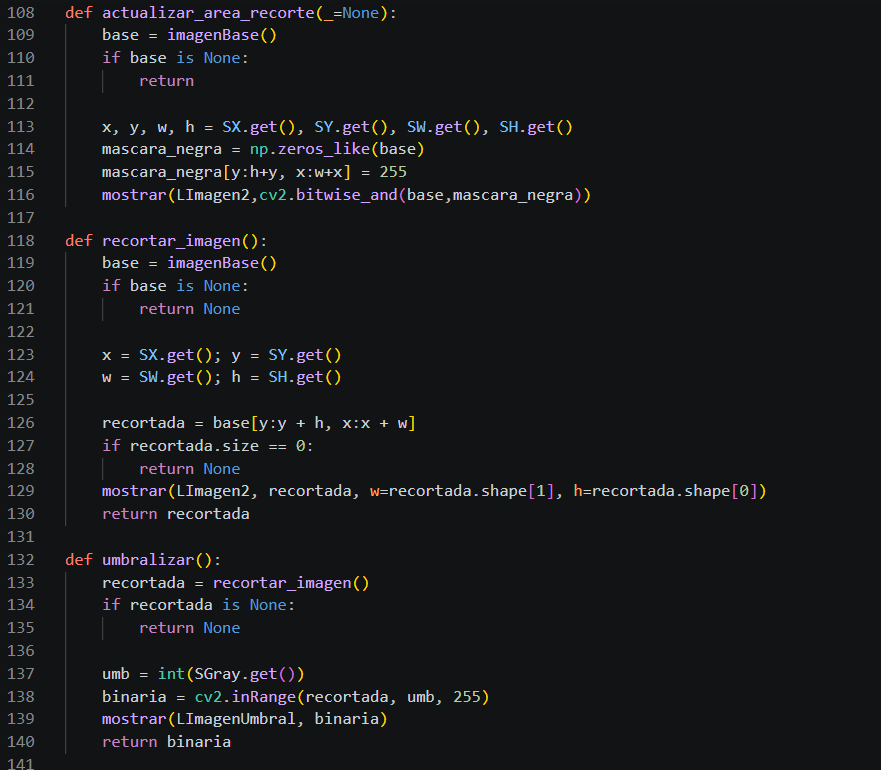 108 def actualizar_area_recorte(_=None):
109     base = imagenBase()
110     if base is None:
111         return
112
113     x, y, w, h = SX.get(), SY.get(), SW.get(), SH.get()
114     mascara_negra = np.zeros_like(base)
115     mascara_negra[y:h+y, x:w+x] = 255
116     mostrar(LImagen2,cv2.bitwise_and(base,mascara_negra))
117
118 def recortar_imagen():
119     base = imagenBase()
120     if base is None:
121         return None
122
123     x = SX.get(); y = SY.get()
124     w = SW.get(); h = SH.get()
125
126     recortada = base[y:y + h, x:x + w]
127     if recortada.size == 0:
128         return None
129     mostrar(LImagen2, recortada, w=recortada.shape[1], h=recortada.shape[0])
130     return recortada
131
132 def umbralizar():
133     recortada = recortar_imagen()
134     if recortada is None:
135         return None
136
137     umb = int(SGray.get())
138     binaria = cv2.inRange(recortada, umb, 255)
139     mostrar(LImagenUmbral, binaria)
140     return binaria
141